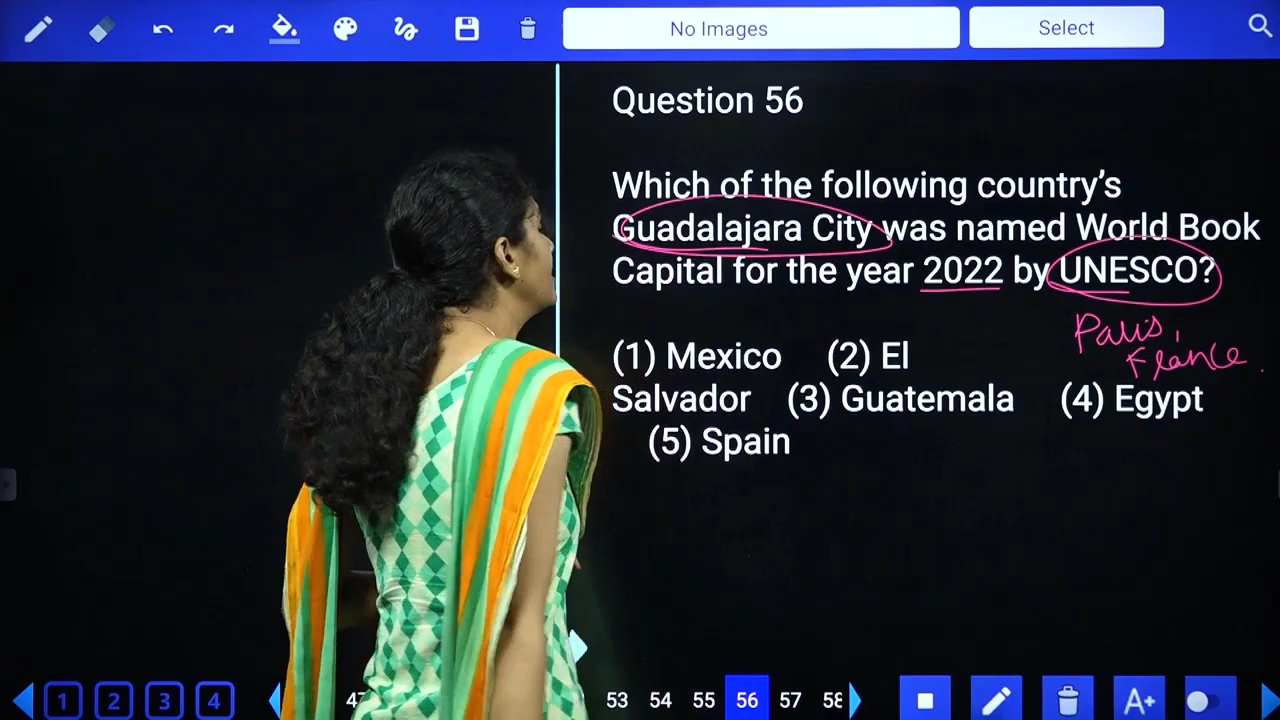 No Images
Select
Question 56
Which of the following country's
Guadalajara City was named World Book
Capital for the year 2022 by UNESCO?
Paris,
France.
(1) Mexico (2) El
Salvador (3) Guatemala (4) Egypt
(5) Spain
1 2 3 4 47 53 54 55 56 57 58 A+